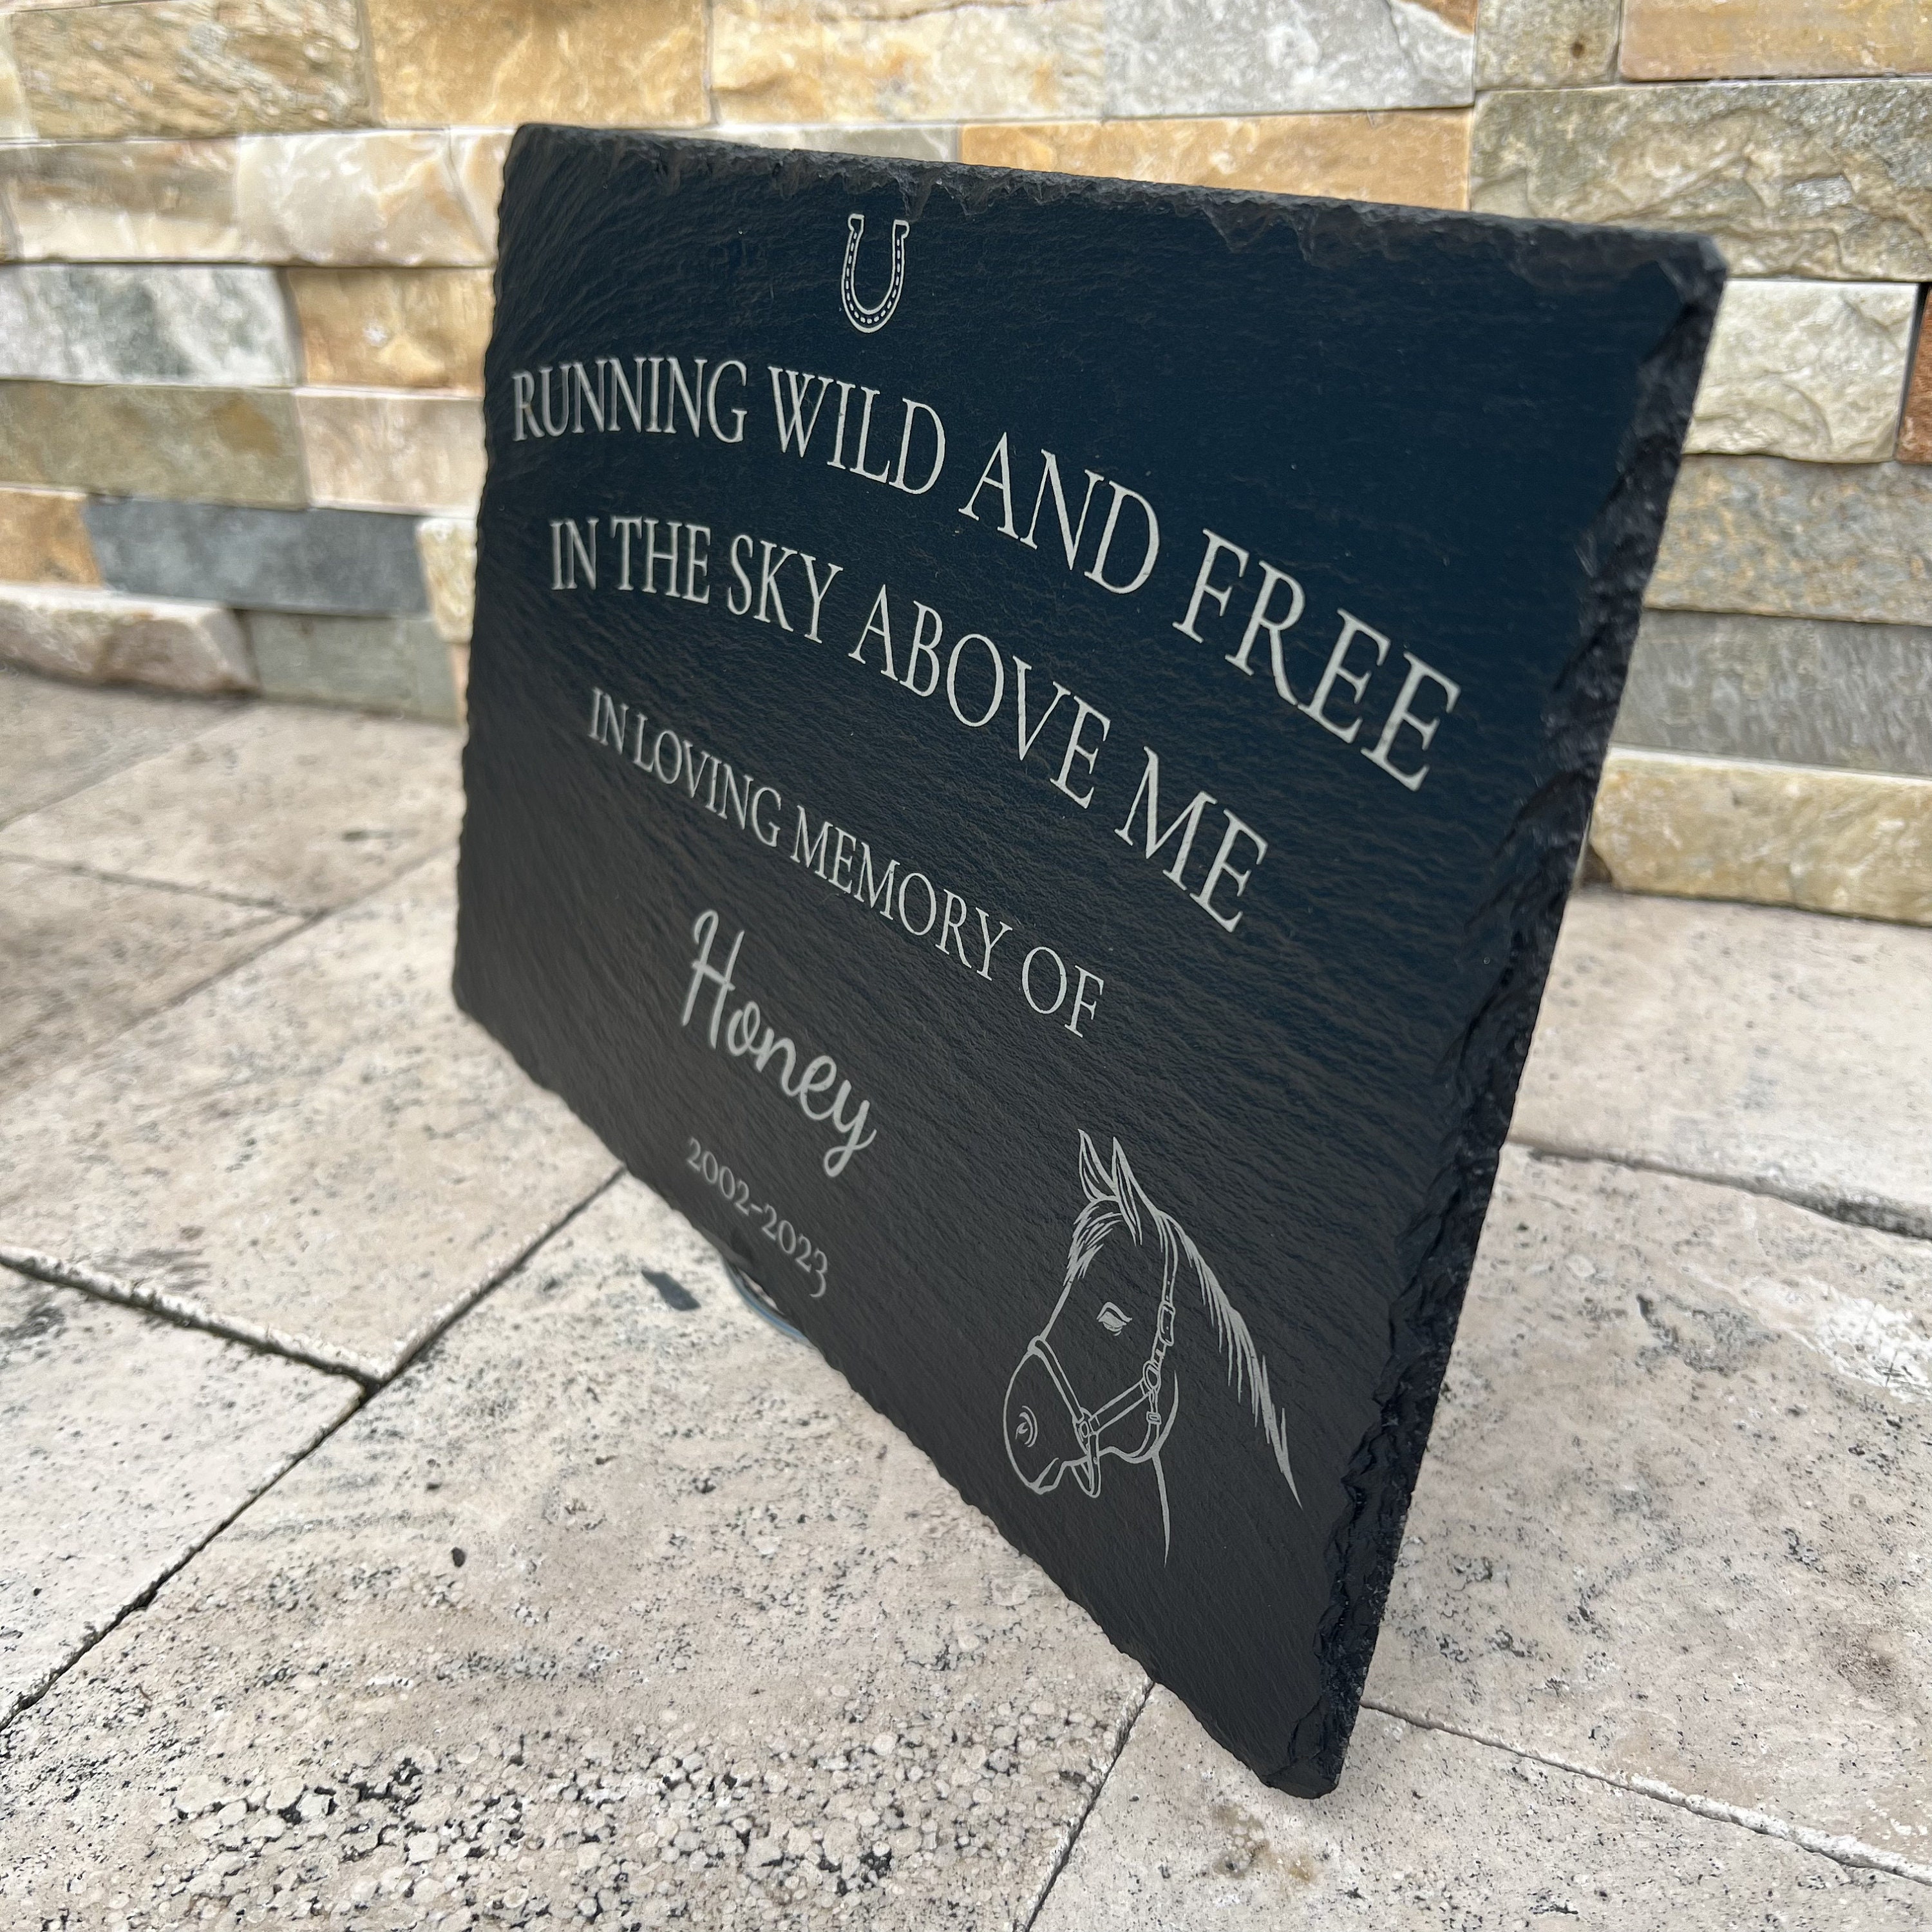 RUNNING WILD AND FREE
IN THE SKY ABOVE ME
IN LOVING MEMORY OF
Honey
2002-2023